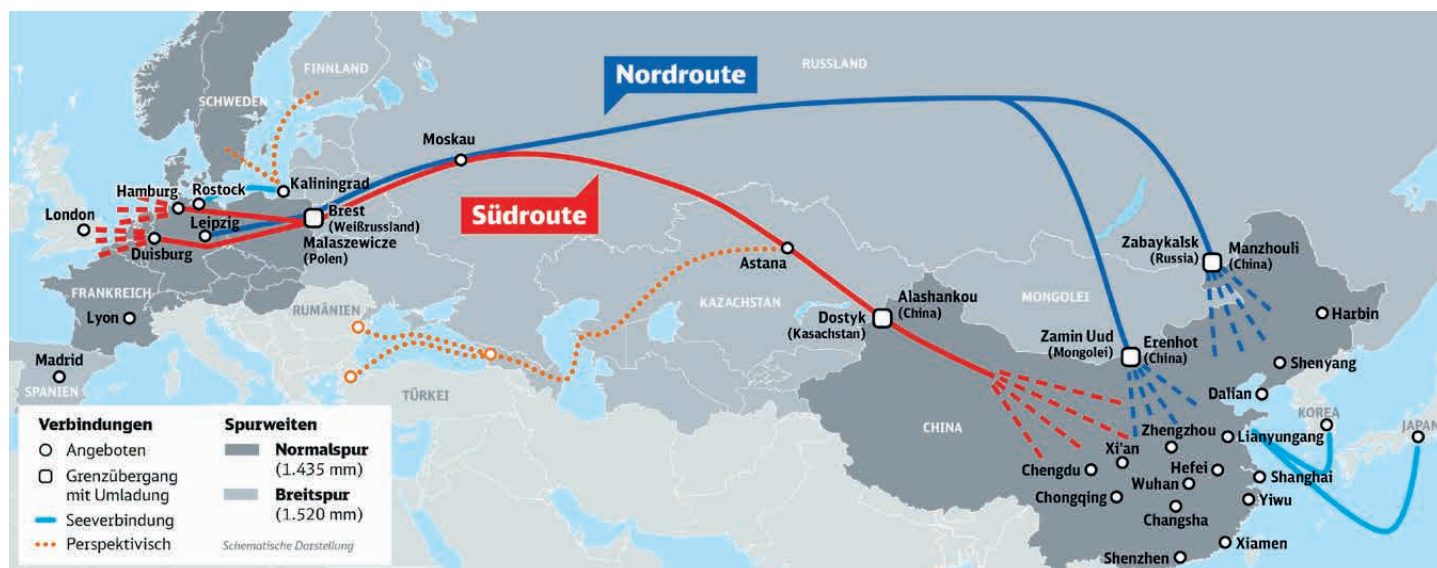 FINNLAND
SCHWEDEN
Nordroute
RUSSLAND
Moskau
Hamburg
Rostock
Kaliningrad
London
Leipzig
Brest
(Weißrussland)
Malaszewicze
(Polen)
Duisburg
Südroute
Astana
Zabaykalsk
(Russia)
Manzhouli
(China)
FRANKREICH
Lyon
RUMÄNIEN
KAZACHSTAN
MONGOLEI
Alashankou
(China)
Dostyk
(Kasachstan)
Zamin Uud
(Mongolei)
Erenhot
(China)
Harbin
Shenyang
Madrid
SPANIEN
TÜRKEI
Dalian
KOREA
JAPAN
CHINA
Zhengzhou
Lianyungang
Xi'an
Chengdu
Hefei
Shanghai
Wuhan
Chongqing
Yiwu
Changsha
Xiamen
Shenzhen
Verbindungen
Angeboten
Grenzübergang
mit Umladung
Seeverbindung
Perspektivisch
Spurweiten
Normalspur
(1.435 mm)
Breitspur
(1.520 mm)
Schematische Darstellung